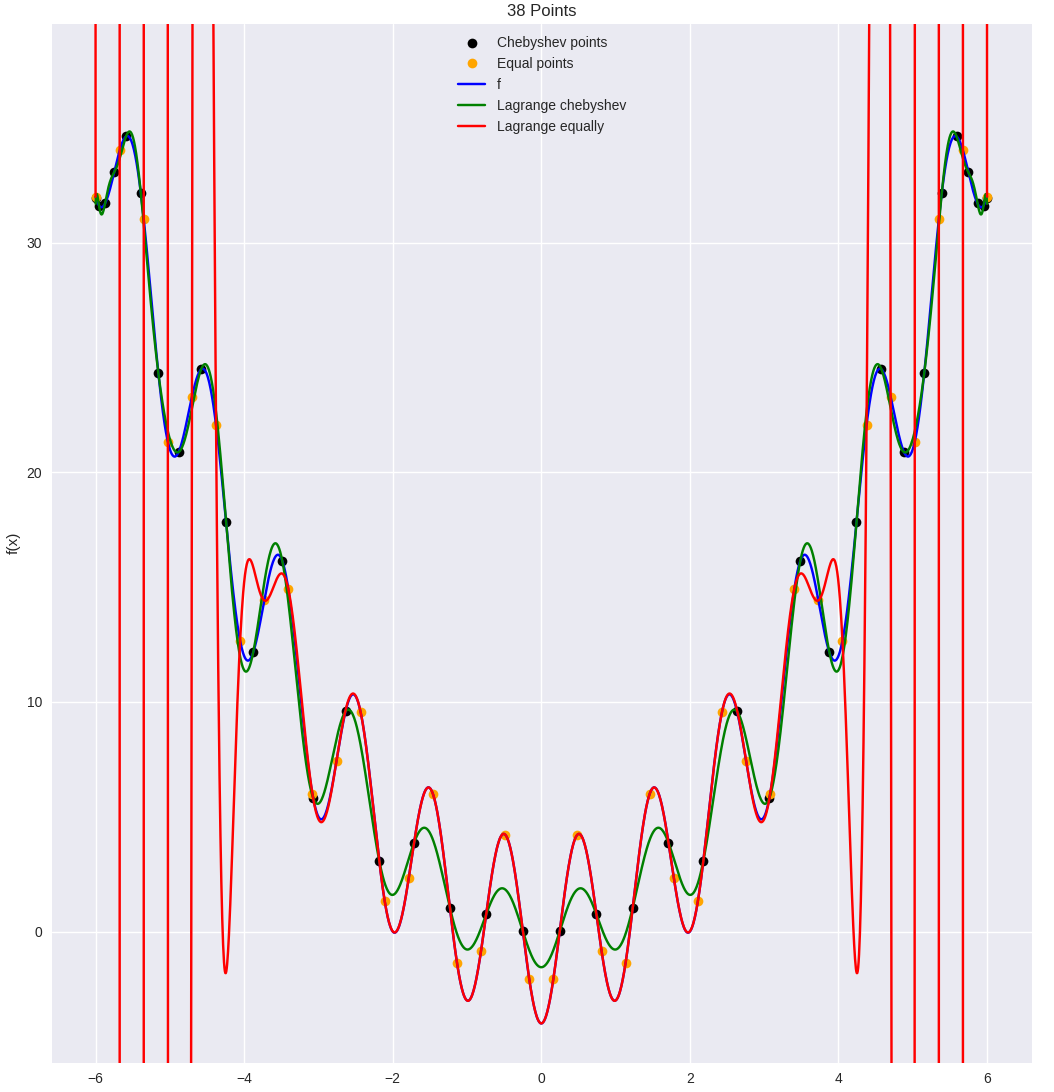 38 Points
Chebyshev points
Equal points
f
Lagrange chebyshev
Lagrange equally
30
20
10
0
f(x)
−6
−4
−2
0
2
4
6